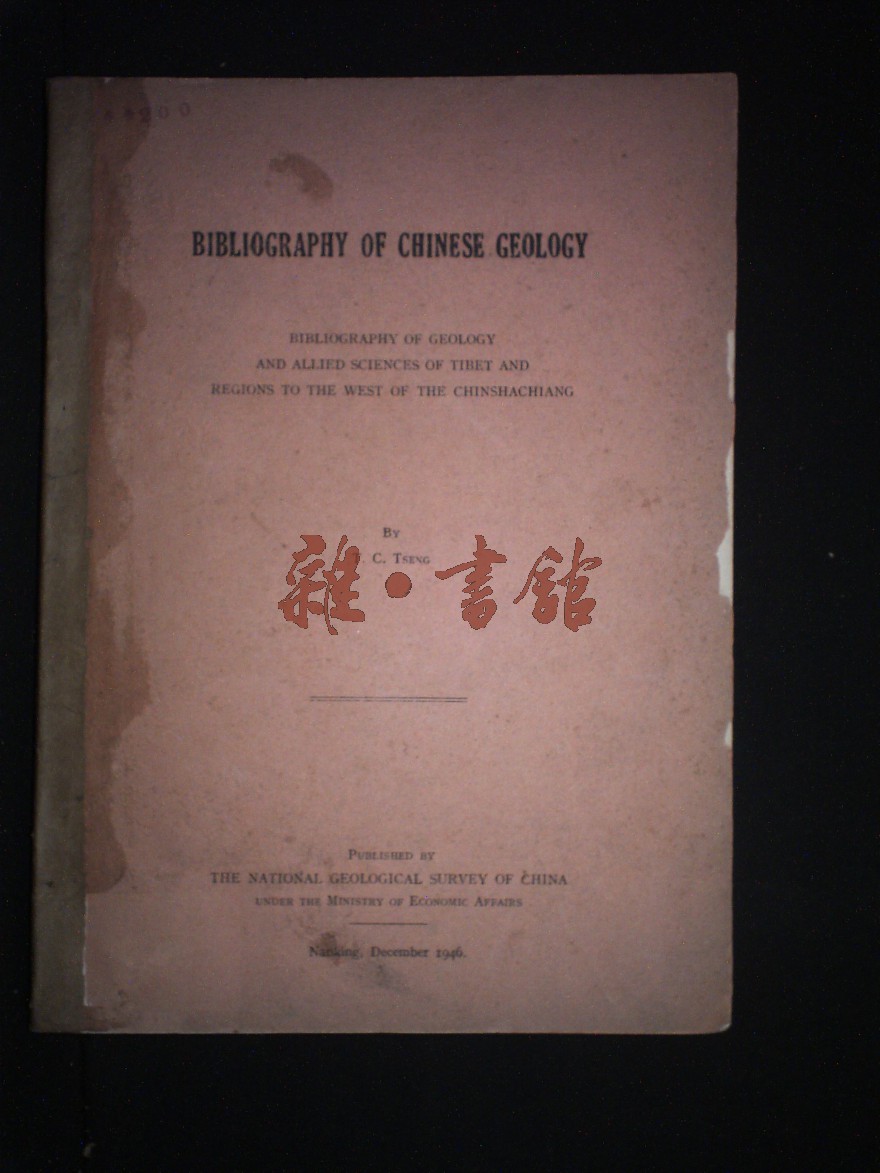 BIBLIOGRAPHY OF CHINESE GEOLOGY
BIBLIOGRAPHY OF GEOLOGY
AND ALLIED SCIENCES OF TIBET AND
REGIONS TO THE WEST OF THE CHINSHACHIANG
By
C. Tseng
雜•書館
Published by
THE NATIONAL GEOLOGICAL SURVEY OF CHINA
UNDER THE MINISTRY OF ECONOMIC AFFAIRS
Nanking, December 1946.